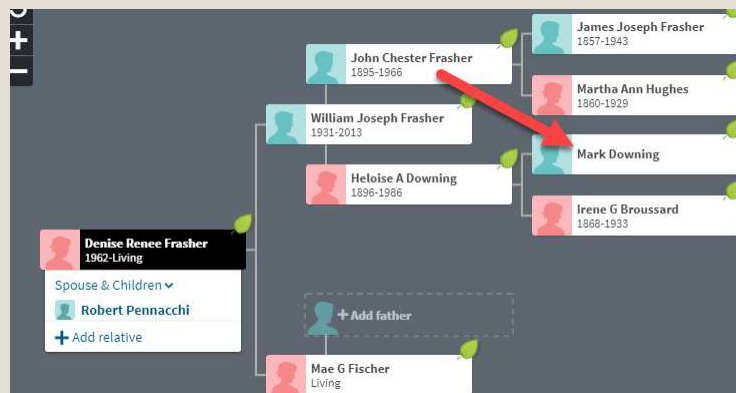 James Joseph Frasher
1857-1943
John Chester Frasher
1895-1966
Martha Ann Hughes
1860-1929
William Joseph Frasher
1931-2013
Mark Downing
Heloise A Downing
1896-1986
Irene G Broussard
1868-1933
Denise Renee Frasher
1962-Living
Spouse & Children
Robert Pennacchi
+ Add relative
+ Add father
Mae G Fischer
Living